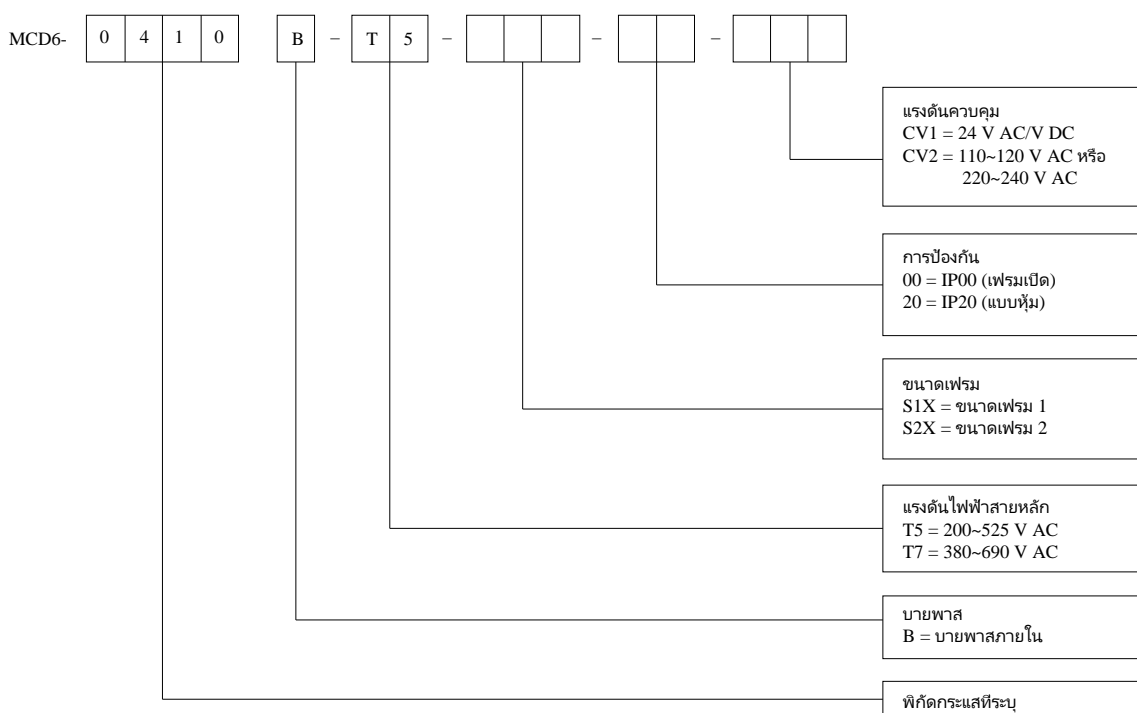 MCD6- 0 4 1 0 B – T 5 – – –
แรงดันควบคุม
CV1 = 24 V AC/V DC
CV2 = 110~120 V AC หรือ
220~240 V AC
การป้องกัน
00 = IP00 (เฟรมเปิด)
20 = IP20 (แบบหุ้ม)
ขนาดเฟรม
S1X = ขนาดเฟรม 1
S2X = ขนาดเฟรม 2
แรงดันไฟฟ้าสายหลัก
T5 = 200~525 V AC
T7 = 380~690 V AC
บายพาส
B = บายพาสภายใน
พิกัดกระแสที่ระบุ